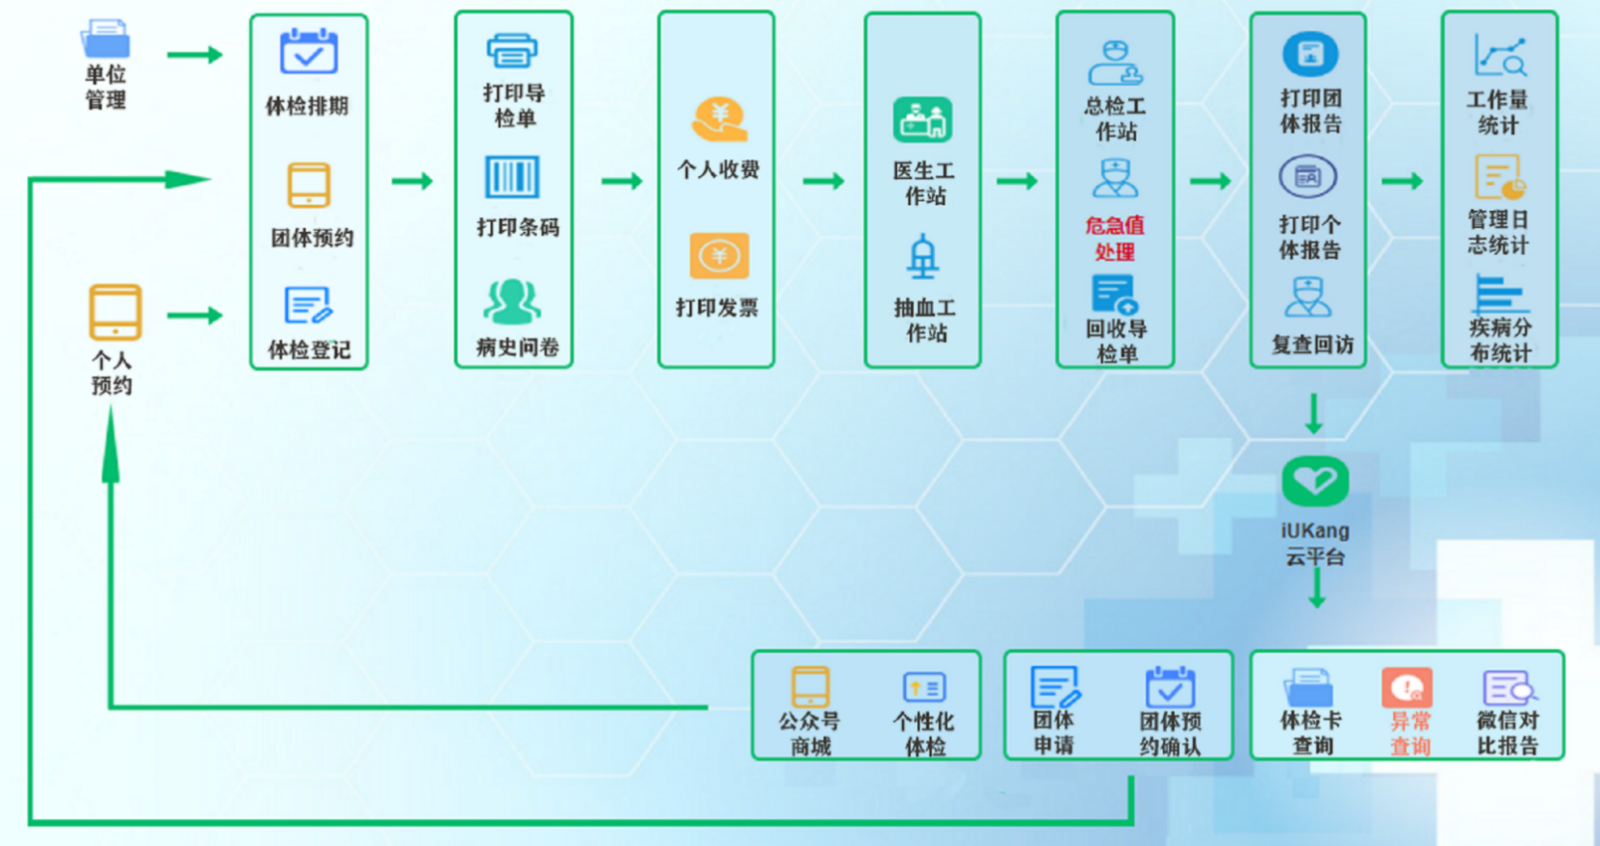 单位
管理
体检排期
团体预约
体检登记
打印导
检单
打印条码
病史问卷
个人收费
打印发票
医生工
作站
抽血工
作站
总检工
作站
危急值
处理
回收导
检单
打印团
体报告
打印个
体报告
复查回访
工作量
统计
管理日
志统计
疾病分
布统计
个人
预约
iUKang
云平台
公众号
商城
个性化
体检
团体
申请
团体预
约确认
体检卡
查询
异常
查询
微信对
比报告